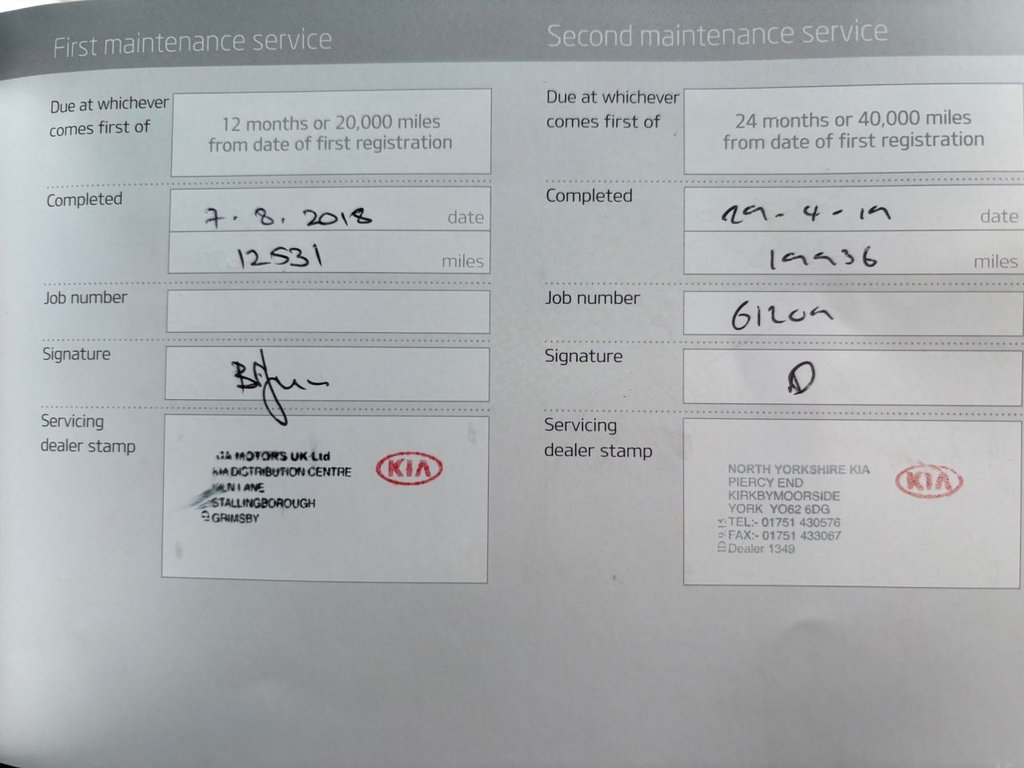 First maintenance service
Due at whichever
comes first of
12 months or 20,000 miles
from date of first registration
Completed
7.8.2018 date
12531 miles
Job number
Signature
Servicing
dealer stamp
KIA MOTORS UK Ltd
KIA DISTRIBUTION CENTRE
KILN LANE
STALLINGBOROUGH
GRIMSBY
KIA
Second maintenance service
Due at whichever
comes first of
24 months or 40,000 miles
from date of first registration
Completed
29-4-19 date
19936 miles
Job number
61209
Signature
Servicing
dealer stamp
NORTH YORKSHIRE KIA
PIERCY END
KIRKBYMOORSIDE
YORK YO62 6DG
TEL:- 01751 430576
FAX:- 01751 433067
Dealer 1349
KIA